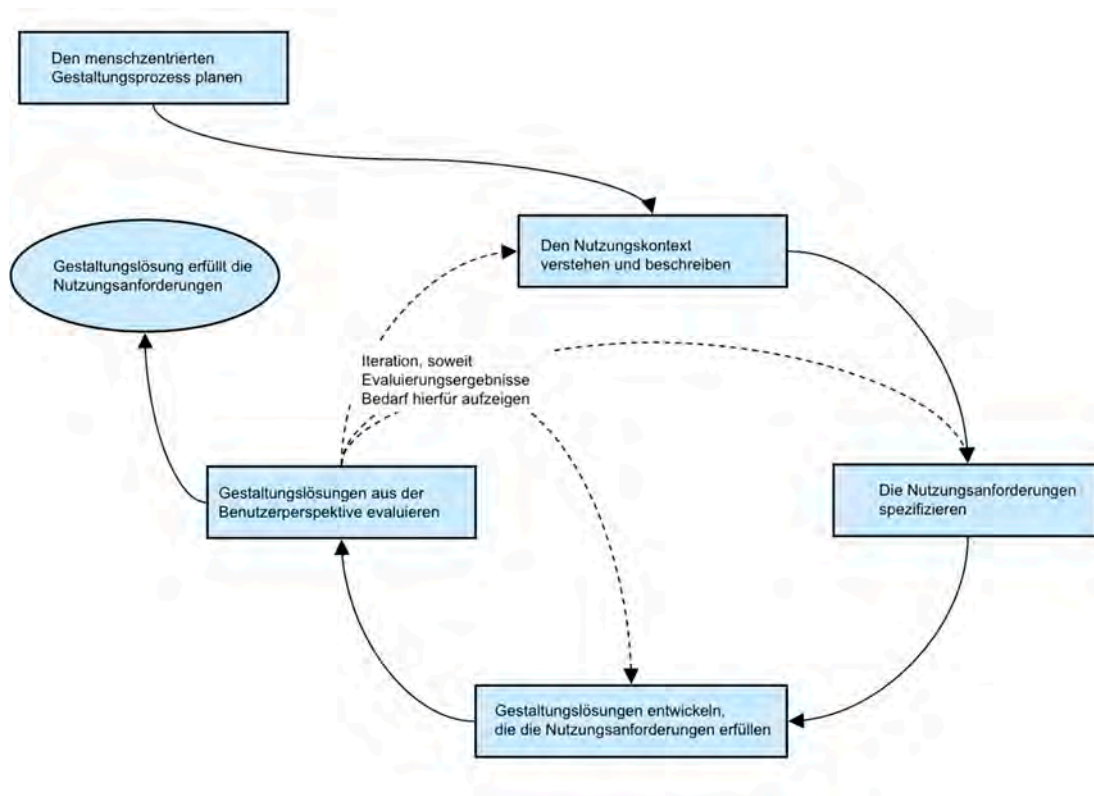 Den menschzentrierten
Gestaltungsprozess planen
Den Nutzungskontext
verstehen und beschreiben
Gestaltungslösung erfüllt die
Nutzungsanforderungen
Iteration, soweit
Evaluierungsergebnisse
Bedarf hierfür aufzeigen
Gestaltungslösungen aus der
Benutzerperspektive evaluieren
Die Nutzungsanforderungen
spezifizieren
Gestaltungslösungen entwickeln,
die die Nutzungsanforderungen erfüllen